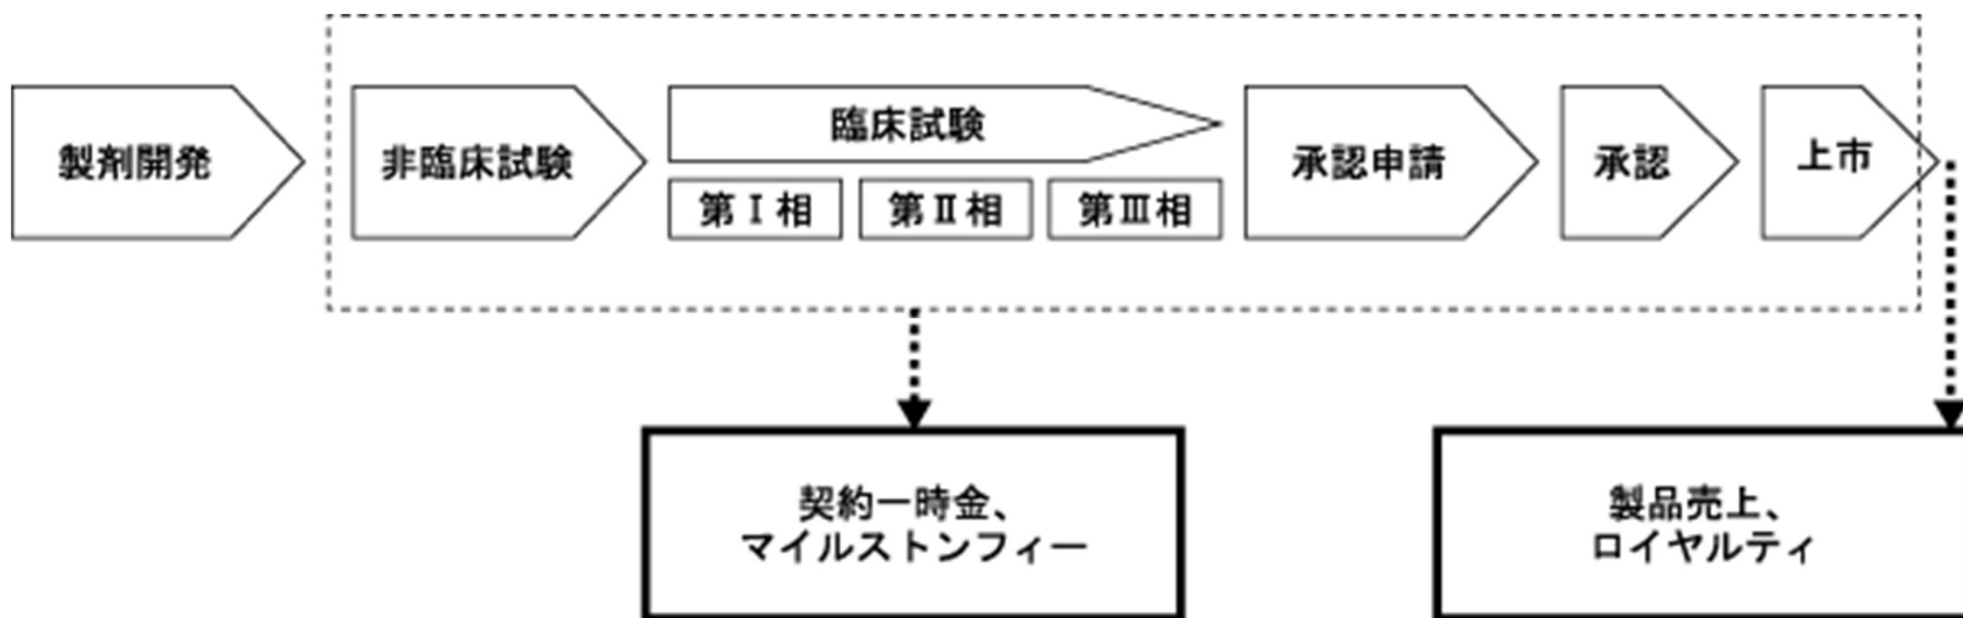 製剤開発
非臨床試験
臨床試験
第Ⅰ相
第Ⅱ相
第Ⅲ相
承認申請
承認
上市
契約一時金、
マイルストンフィー
製品売上、
ロイヤルティ